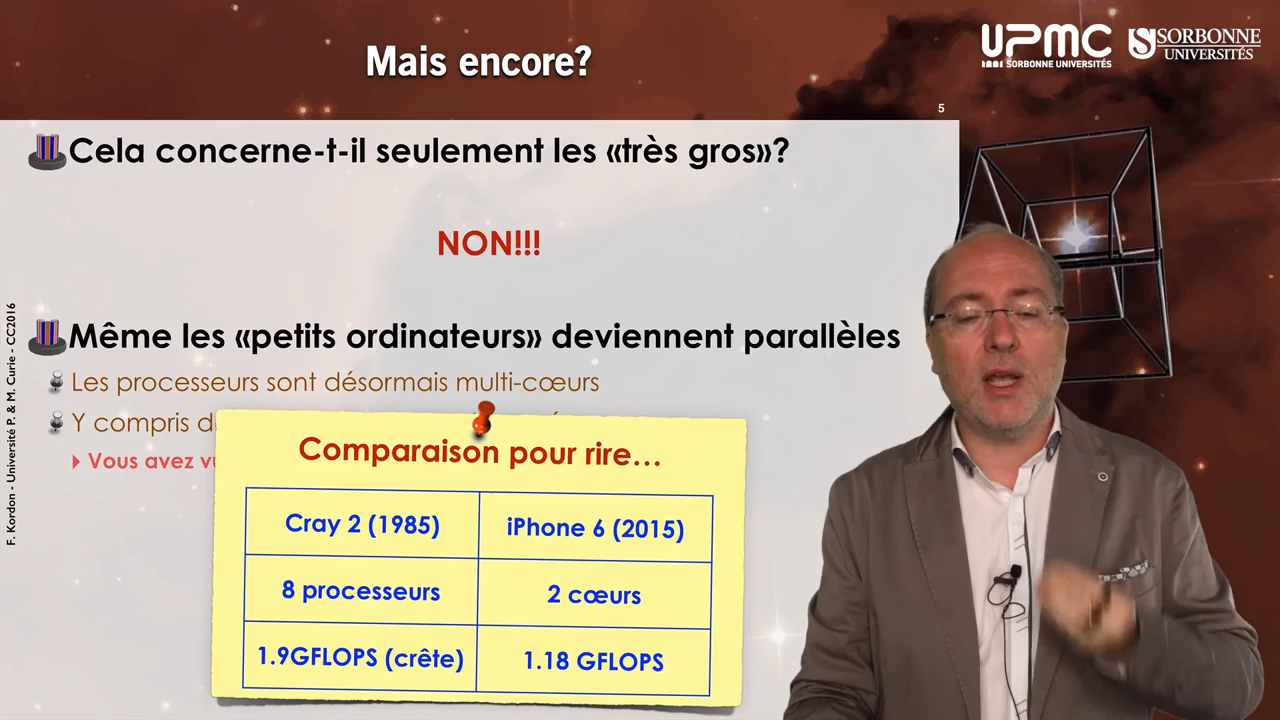 Mais encore?
UPMC
SORBONNE UNIVERSITÉS
SORBONNE
UNIVERSITÉS
5
Cela concerne-t-il seulement les «très gros»?
NON!!!
Même les «petits ordinateurs» deviennent parallèles
Les processeurs sont désormais multi-cœurs
Y compris
Vous avez
Comparaison pour rire...
Cray 2 (1985)
iPhone 6 (2015)
8 processeurs
2 cœurs
1.9GFLOPS (crête)
1.18 GFLOPS
F. Kordon - Université P. & M. Curie - CC2016